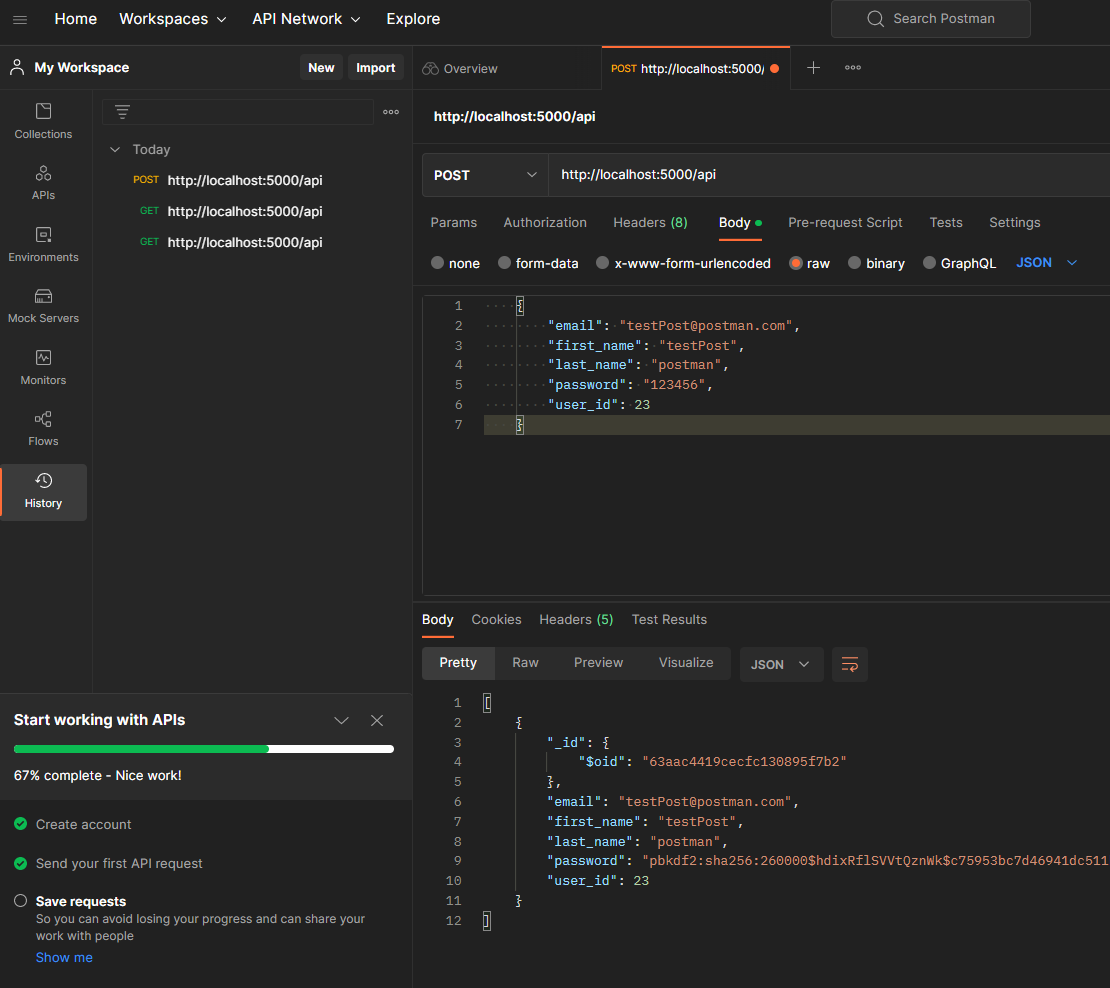 Home Workspaces API Network Explore Search Postman
My Workspace New Import
Overview POST http://localhost:5000/
Collections
APIs
Environments
Mock Servers
Monitors
Flows
History
Today
POST http://localhost:5000/api
GET http://localhost:5000/api
GET http://localhost:5000/api
http://localhost:5000/api
POST http://localhost:5000/api
Params Authorization Headers (8) Body Pre-request Script Tests Settings
none form-data x-www-form-urlencoded raw binary GraphQL JSON
1 {
2 "email": "testPost@postman.com",
3 "first_name": "testPost",
4 "last_name": "postman",
5 "password": "123456",
6 "user_id": 23
7 }
Body Cookies Headers (5) Test Results
Pretty Raw Preview Visualize JSON
1 [
2 {
3 "_id": {
4 "$oid": "63aac4419cecfc130895f7b2"
5 },
6 "email": "testPost@postman.com",
7 "first_name": "testPost",
8 "last_name": "postman",
9 "password": "pbkdf2:sha256:260000$hdixRflSVVtQznWk$c75953bc7d46941dc511
10 "user_id": 23
11 }
12 ]
Start working with APIs
67% complete - Nice work!
Create account
Send your first API request
Save requests
So you can avoid losing your progress and can share your
work with people
Show me